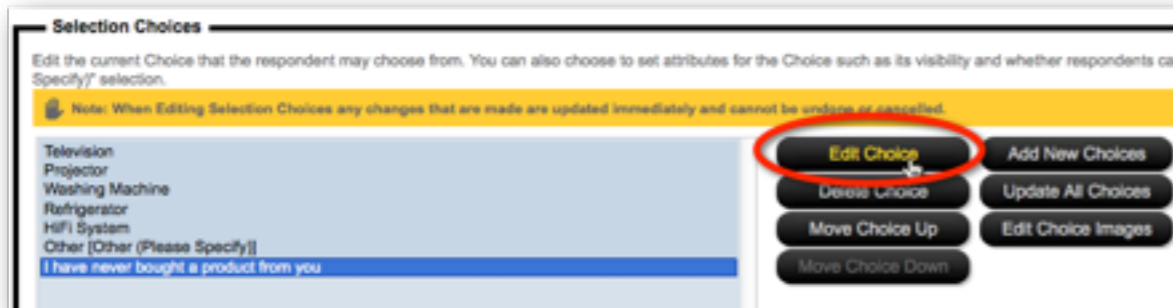 Selection Choices
Edit the current Choice that the respondent may choose from. You can also choose to set attributes for the Choice such as its visibility and whether respondents ca
Specify)" selection.
Note: When Editing Selection Choices any changes that are made are updated immediately and cannot be undone or cancelled.
Television
Projector
Washing Machine
Refrigerator
HiFi System
Other [Other (Please Specify)]
I have never bought a product from you
Edit Choice
Add New Choices
Delete Choice
Update All Choices
Move Choice Up
Edit Choice Images
Move Choice Down